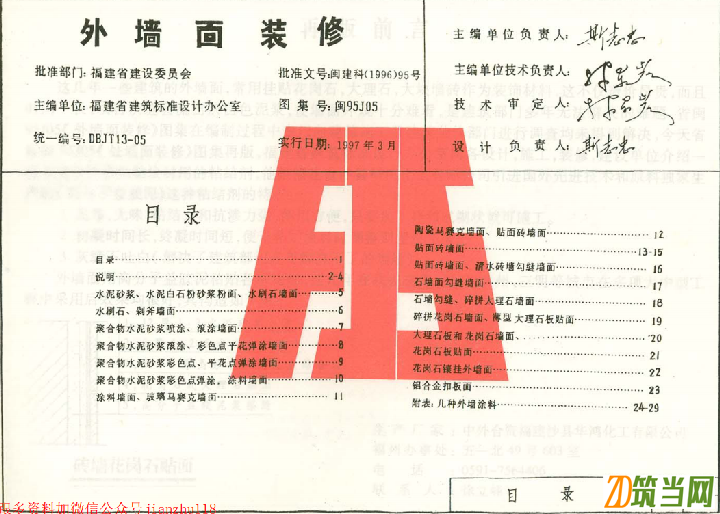 外墙面装修
批准部门：福建省建设委员会
批准文号：闽建科(1996)95号
主编单位：福建省建筑标准设计办公室
图集号：闽95J05
统一编号：DBJT13-05
实行日期：1997年3月
主编单位负责人：
主编单位技术负责人：
技术审定人：
设计负责人：
目录
目录 1
说明 2-4
水泥砂浆、水泥白石粉砂浆粉面、水刷石墙面 5
水刷石、剁斧墙面 6
聚合物水泥砂浆喷涂、滚涂墙面 7
聚合物水泥砂浆滚涂、彩色点平花弹涂墙面 8
聚合物水泥砂浆彩色点、平花点弹涂墙面 9
聚合物水泥砂浆彩色点弹涂、涂料墙面 10
涂料墙面、玻璃马赛克墙面 11
陶瓷马赛克墙面、贴面砖墙面 12
贴面砖墙面 13-15
贴面砖墙面、清水砖墙勾缝墙面 16
石墙面勾缝墙面 17
石墙勾缝、碎拼大理石墙面 18
碎拼花岗石墙面、薄型大理石板贴面 19
大理石板和花岗石墙面 20
花岗石板贴面 21
花岗石镶挂外墙面 22
铝合金扣板面 23
附表：几种外墙涂料 24-29
目录
筑当网
更多资料加微信公众号 jianzhu118
砖墙花岗石贴面